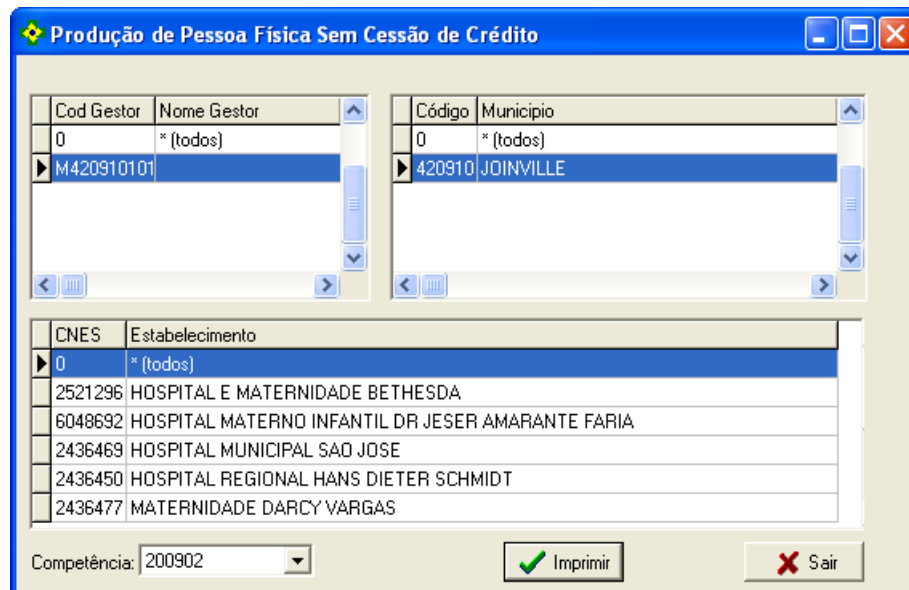 Produção de Pessoa Física Sem Cessão de Crédito
Cod Gestor Nome Gestor
0 * (todos)
M420910101
Código Municipio
0 * (todos)
420910 JOINVILLE
CNES Estabelecimento
0 * (todos)
2521296 HOSPITAL E MATERNIDADE BETHESDA
6048692 HOSPITAL MATERNO INFANTIL DR JESER AMARANTE FARIA
2436469 HOSPITAL MUNICIPAL SAO JOSE
2436450 HOSPITAL REGIONAL HANS DIETER SCHMIDT
2436477 MATERNIDADE DARCY VARGAS
Competência: 200902 Imprimir Sair